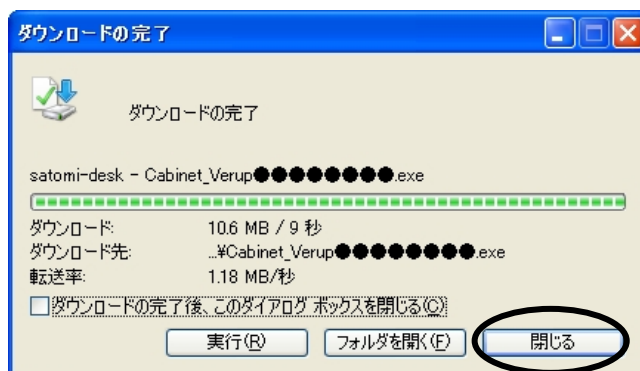 ダウンロードの完了
ダウンロードの完了
satomi-desk - Cabinet_Verup●●●●●●●●.exe
ダウンロード: 10.6 MB / 9 秒
ダウンロード先: ...¥Cabinet_Verup●●●●●●●●.exe
転送率: 1.18 MB/秒
ダウンロードの完了後、このダイアログ ボックスを閉じる(C)
実行(R) フォルダを開く(F) 閉じる